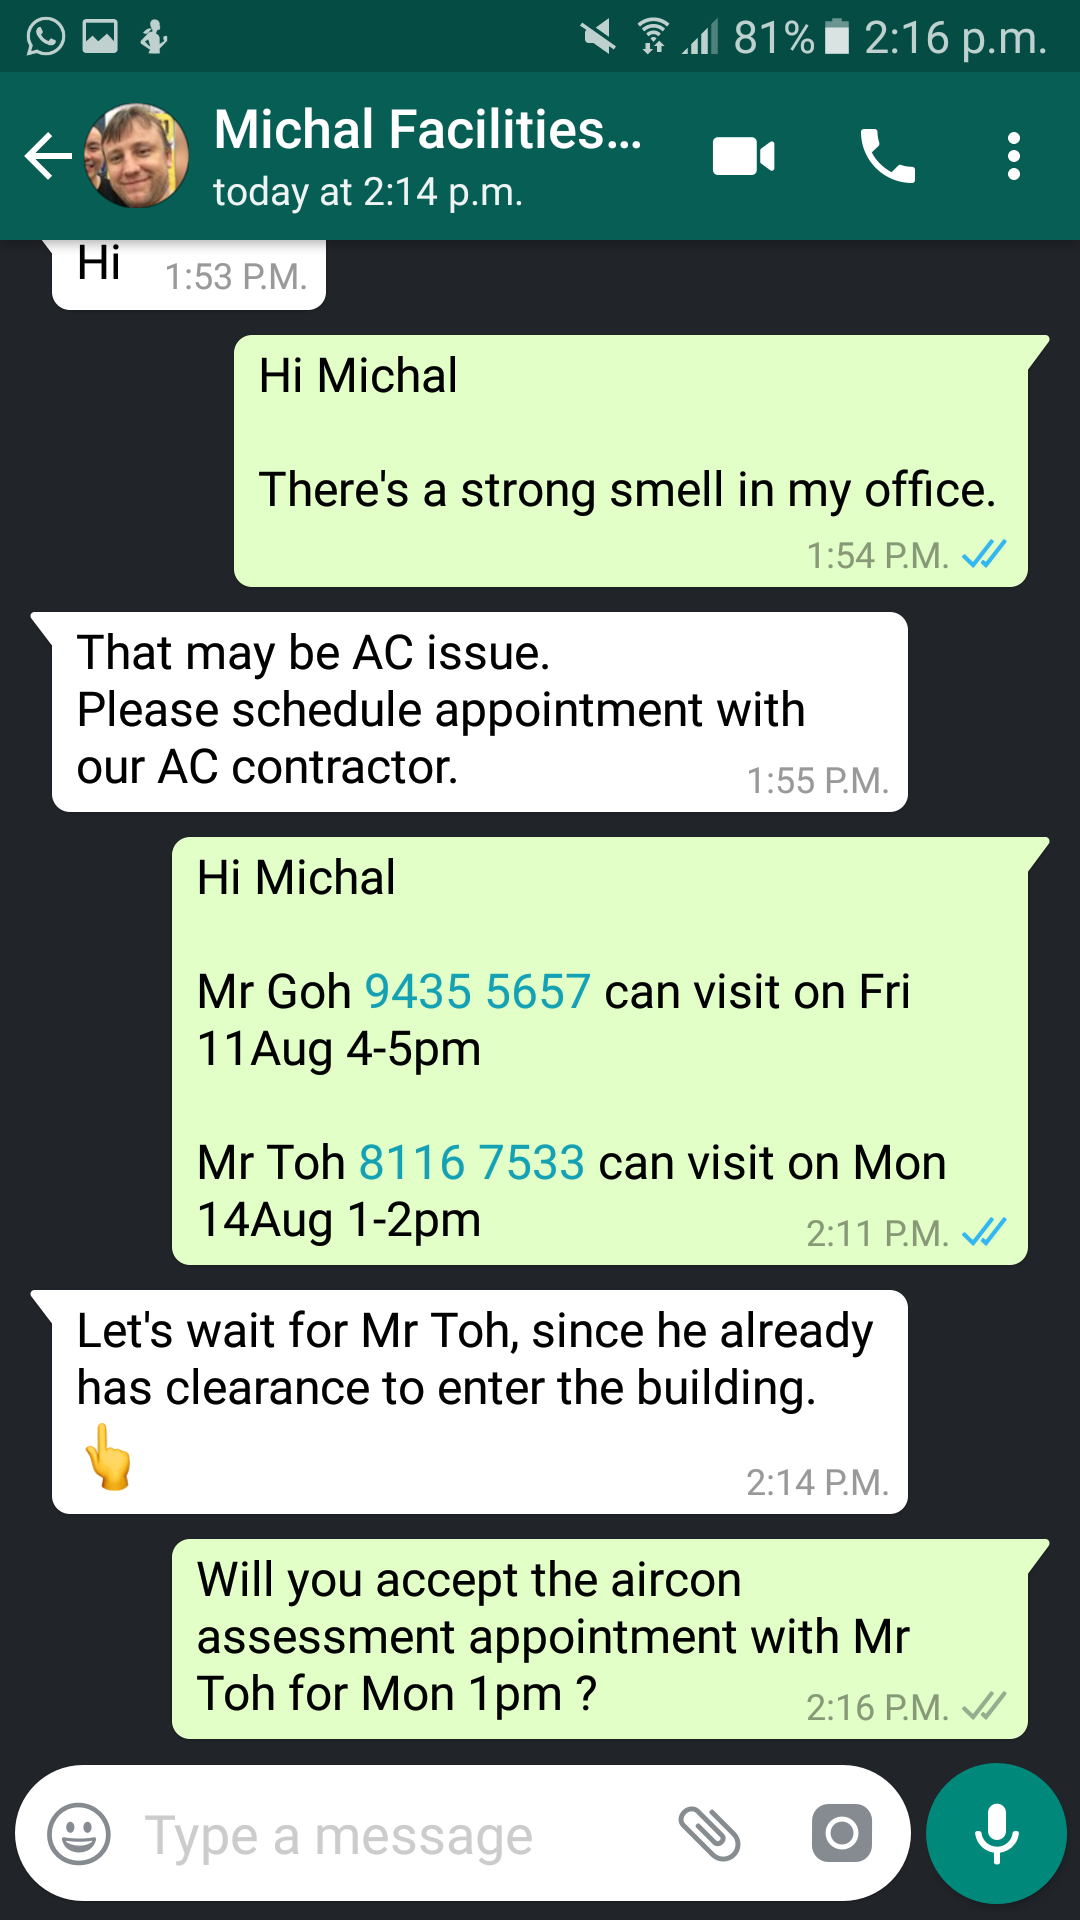 81% 2:16 p.m.
Michal Facilities...
today at 2:14 p.m.
Hi 1:53 P.M.
Hi Michal
There's a strong smell in my office.
1:54 P.M.
That may be AC issue.
Please schedule appointment with
our AC contractor. 1:55 P.M.
Hi Michal
Mr Goh 9435 5657 can visit on Fri
11Aug 4-5pm
Mr Toh 8116 7533 can visit on Mon
14Aug 1-2pm 2:11 P.M.
Let's wait for Mr Toh, since he already
has clearance to enter the building.
👆 2:14 P.M.
Will you accept the aircon
assessment appointment with Mr
Toh for Mon 1pm ? 2:16 P.M.
Type a message